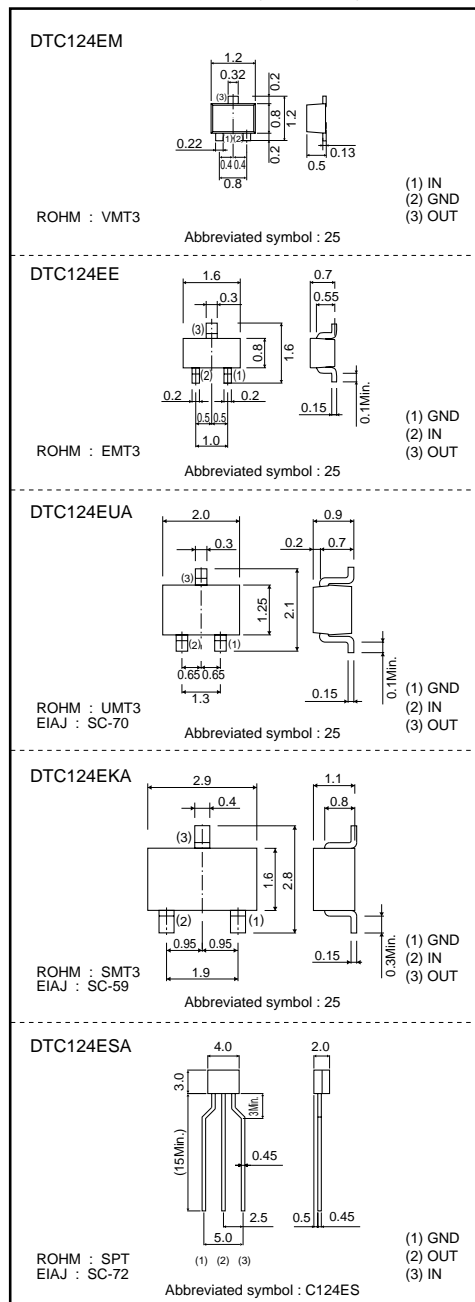 DTC124EM
1.2
0.32
0.2
(3)
0.8
1.2
0.22
(1) (2)
0.2
0.4 0.4
0.8
0.5
0.13
(1) IN
(2) GND
(3) OUT
ROHM : VMT3
Abbreviated symbol : 25
DTC124EE
1.6
0.3
(3)
0.8
1.6
(2) (1)
0.2 0.2
0.5 0.5
1.0
0.7
0.55
0.15
0.1Min.
(1) GND
(2) IN
(3) OUT
ROHM : EMT3
Abbreviated symbol : 25
DTC124EUA
2.0
0.3
(3)
1.25
2.1
(2) (1)
0.65 0.65
1.3
0.9
0.2 0.7
0.15
0.1Min.
(1) GND
(2) IN
(3) OUT
ROHM : UMT3
EIAJ : SC-70
Abbreviated symbol : 25
DTC124EKA
2.9
0.4
(3)
1.6
2.8
(2) (1)
0.95 0.95
1.9
1.1
0.8
0.15
0.3Min.
(1) GND
(2) IN
(3) OUT
ROHM : SMT3
EIAJ : SC-59
Abbreviated symbol : 25
DTC124ESA
4.0
2.0
3.0
3Min.
(15Min.)
0.45
2.5
5.0
0.5 0.45
(1) (2) (3)
(1) GND
(2) OUT
(3) IN
ROHM : SPT
EIAJ : SC-72
Abbreviated symbol : C124ES